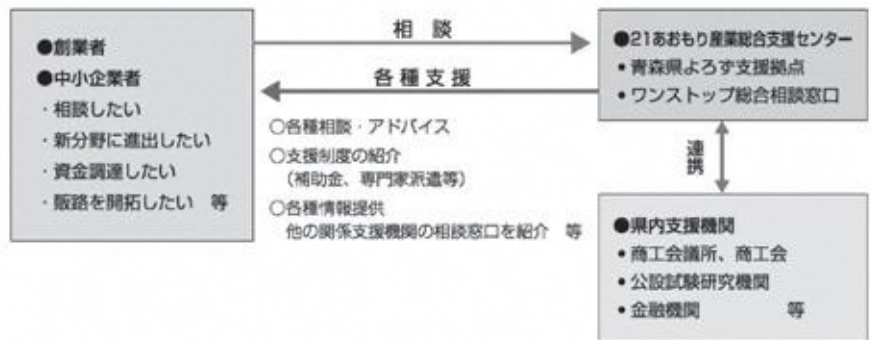 ●創業者
●中小企業者
・相談したい
・新分野に進出したい
・資金調達したい
・販路を開拓したい 等
相 談
各種支援
○各種相談・アドバイス
○支援制度の紹介
(補助金、専門家派遣等)
○各種情報提供
他の関係支援機関の相談窓口を紹介 等
●21あおもり産業総合支援センター
•青森県よろず支援拠点
•ワンストップ総合相談窓口
連携
●県内支援機関
•商工会議所、商工会
•公設試験研究機関
•金融機関 等